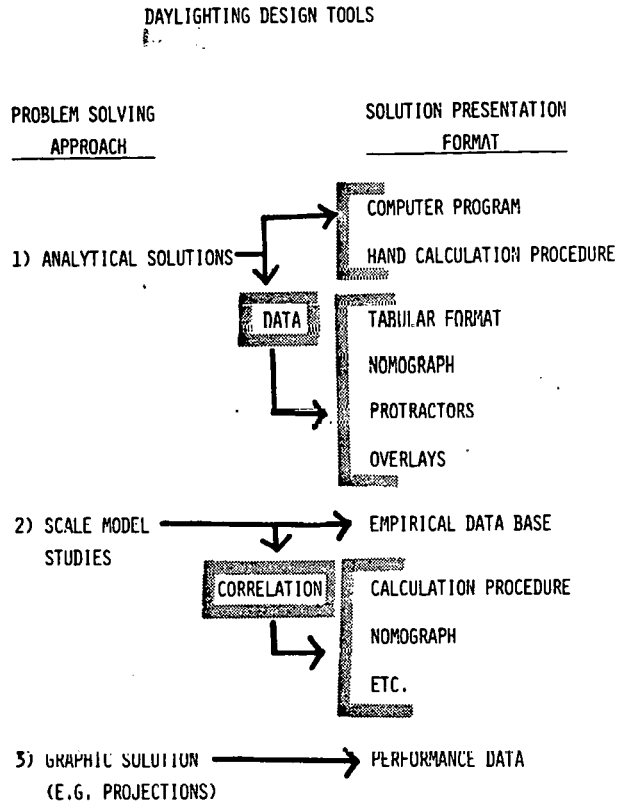 DAYLIGHTING DESIGN TOOLS
PROBLEM SOLVING
APPROACH
SOLUTION PRESENTATION
FORMAT
1) ANALYTICAL SOLUTIONS
COMPUTER PROGRAM
HAND CALCULATION PROCEDURE
DATA
TABULAR FORMAT
NOMOGRAPH
PROTRACTORS
OVERLAYS
2) SCALE MODEL
STUDIES
EMPIRICAL DATA BASE
CORRELATION
CALCULATION PROCEDURE
NOMOGRAPH
ETC.
3) GRAPHIC SOLUTION
(E.G. PROJECTIONS)
PERFORMANCE DATA